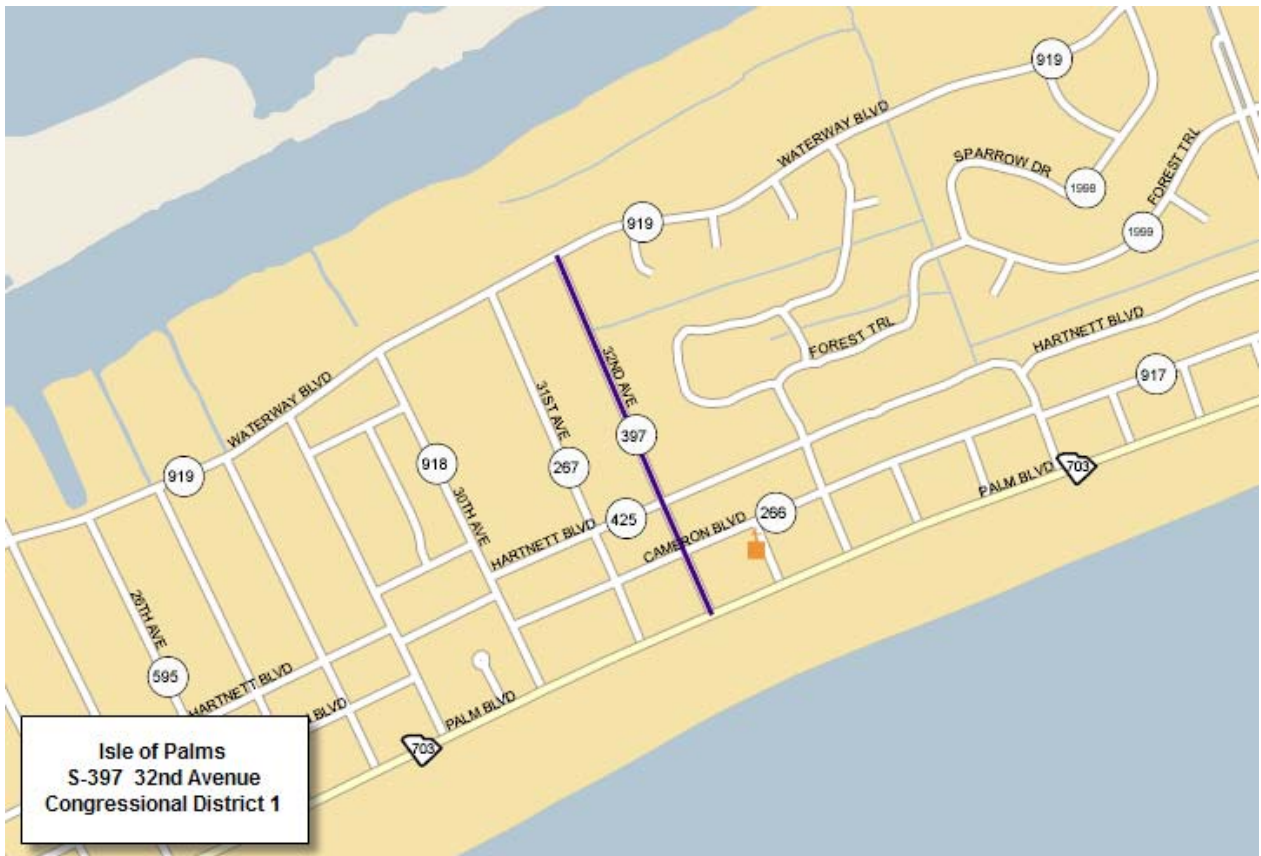 919
WATERWAY BLVD
SPARROW DR
1998
FOREST TRL
1999
919
HARTNETT BLVD
FOREST TRL
917
32ND AVE
397
31ST AVE
267
WATERWAY BLVD
918
30TH AVE
919
PALM BLVD
703
HARTNETT BLVD
425
CAMERON BLVD
266
26TH AVE
595
HARTNETT BLVD
BLVD
PALM BLVD
703
Isle of Palms
S-397 32nd Avenue
Congressional District 1